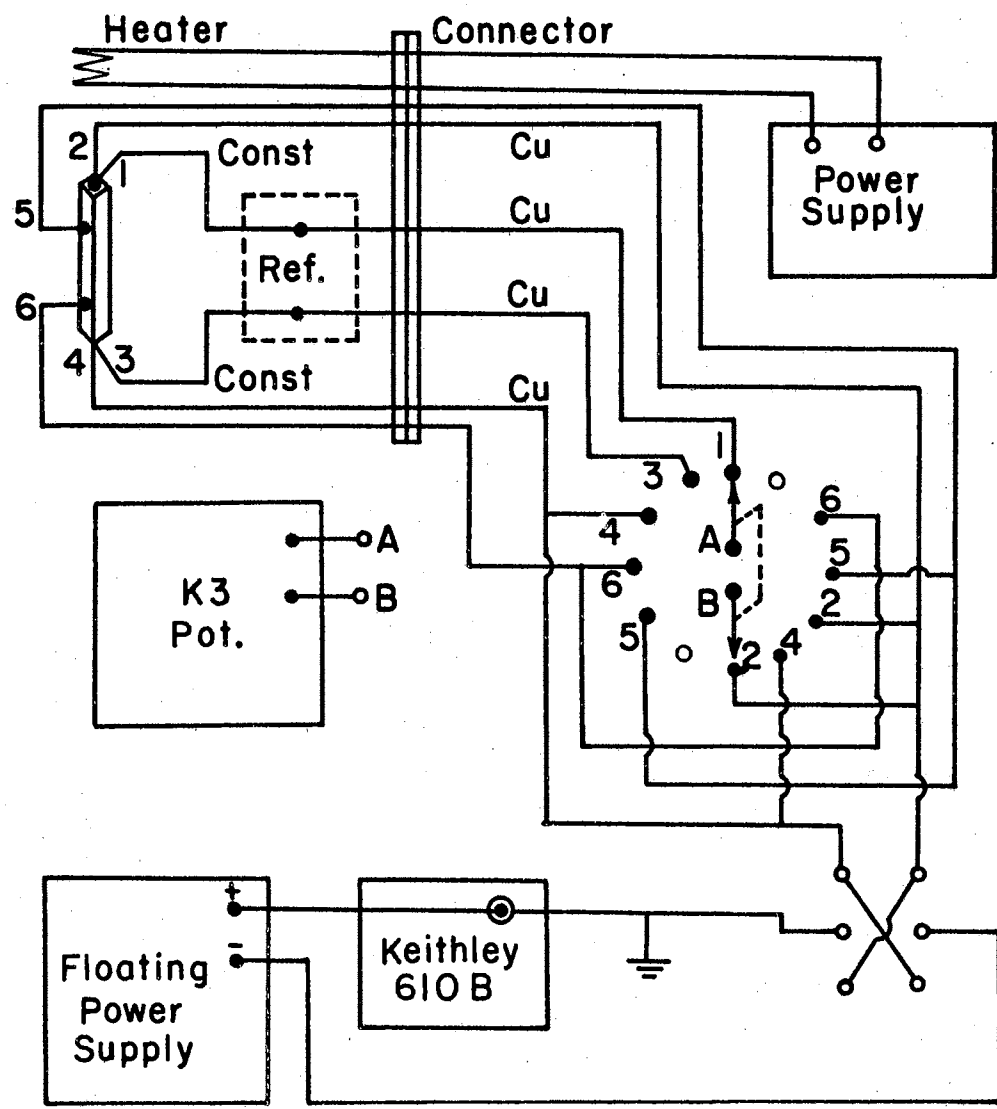 Heater
Connector
2
1
Const
Cu
Power
Supply
5
Cu
Ref.
6
Cu
4
3
Const
Cu
1
3
6
4
A
A
K3
Pot.
B
6
5
B
2
5
2
4
+
-
Keithley
610 B
Floating
Power
Supply